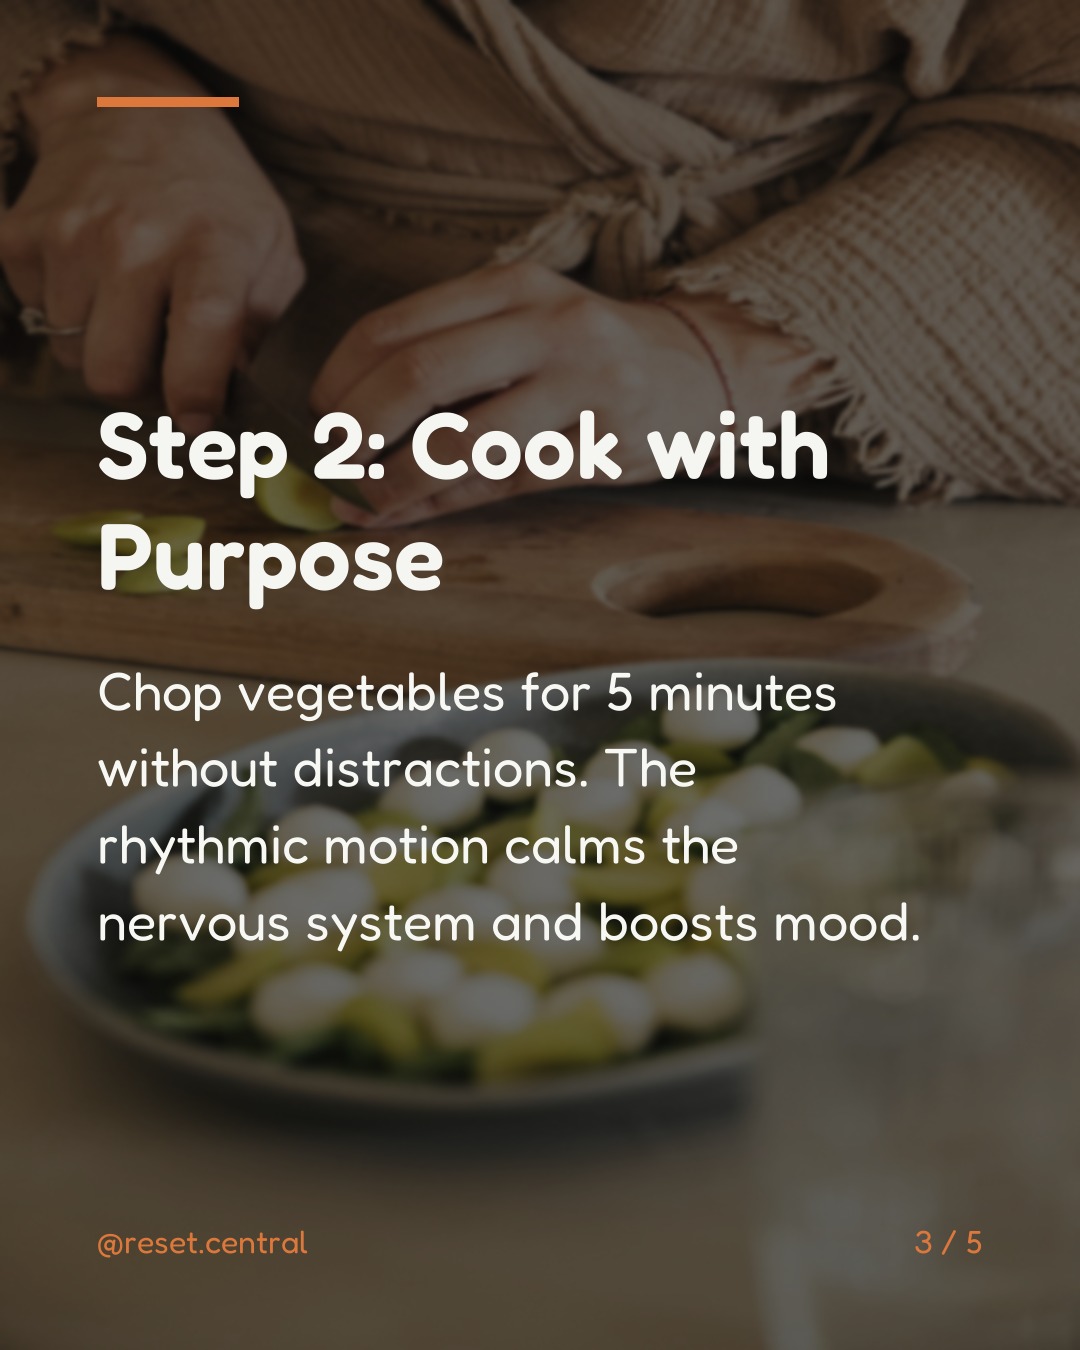 Step 2: Cook with
Purpose
Chop vegetables for 5 minutes
without distractions. The
rhythmic motion calms the
nervous system and boosts mood.
@reset.central
3 / 5